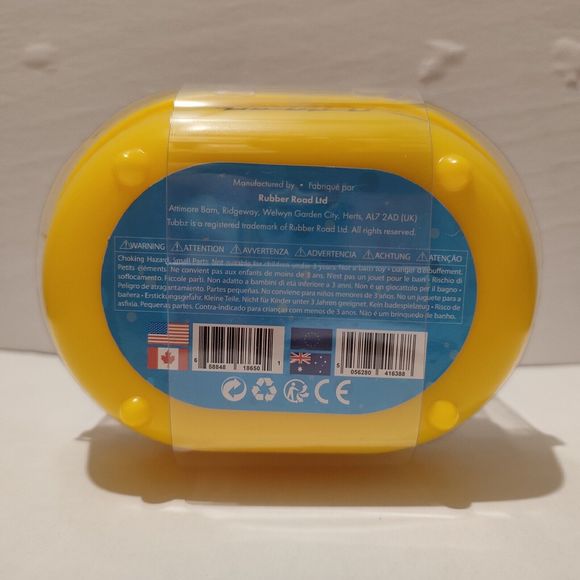 Manufactured by • Fabriqué par
Rubber Road Ltd
Attimore Barn, Ridgeway, Welwyn Garden City, Herts, AL7 2AD (UK)
Tubbz is a registered trademark of Rubber Road Ltd. All rights reserved.
WARNING ATTENTION AVVERTENZA ADVERTENCIA ACHTUNG ATENÇÃO
Choking Hazard. Small Parts. Not suitable for children under 3 years. Not a bath toy • Danger d'étouffement.
Petits éléments. Ne convient pas aux enfants de moins de 3 ans. N'est pas un jouet pour le bain • Rischio di
soffocamento. Piccole parti. Non adatto a bambini di età inferiore a 3 anni. Non è un giocattolo per il bagno •
Peligro de atragantamiento. Partes pequeñas. No conviene para niños menores de 3 años. No un juguete para a
bañera • Erstickungsgefahr. Kleine Teile. Nicht für Kinder unter 3 Jahren geeignet. Kein badespielzeug • Risco de
asfixia. Pequenas partes. Contra-indicado para crianças com menos de 3 anos. Não é um brinquedo de banho.
6 68848 18650 1
5 056280 416388
CE